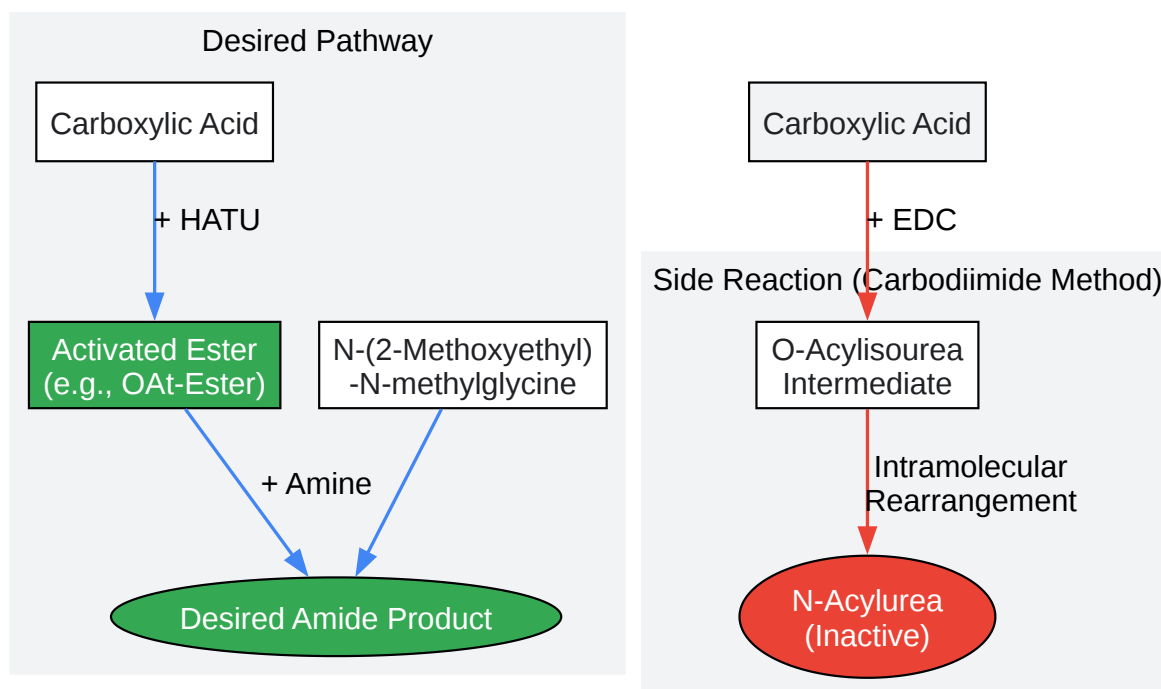 Desired Pathway
Carboxylic Acid
+ HATU
Activated Ester
(e.g., OAt-Ester)
N-(2-Methoxyethyl)
-N-methylglycine
+ Amine
Desired Amide Product
Carboxylic Acid
+ EDC
Side Reaction (Carbodiimide Method)
O-Acylisourea
Intermediate
Intramolecular
Rearrangement
N-Acylurea
(Inactive)